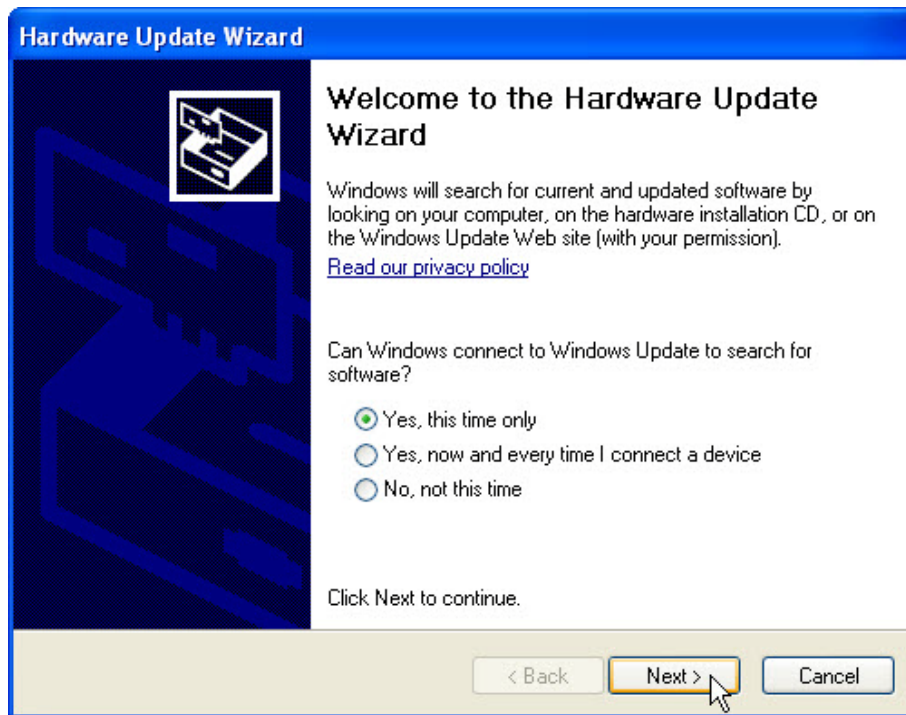 Hardware Update Wizard
Welcome to the Hardware Update
Wizard
Windows will search for current and updated software by
looking on your computer, on the hardware installation CD, or on
the Windows Update Web site (with your permission).
Read our privacy policy
Can Windows connect to Windows Update to search for
software?
Yes, this time only
Yes, now and every time I connect a device
No, not this time
Click Next to continue.
< Back Next > Cancel